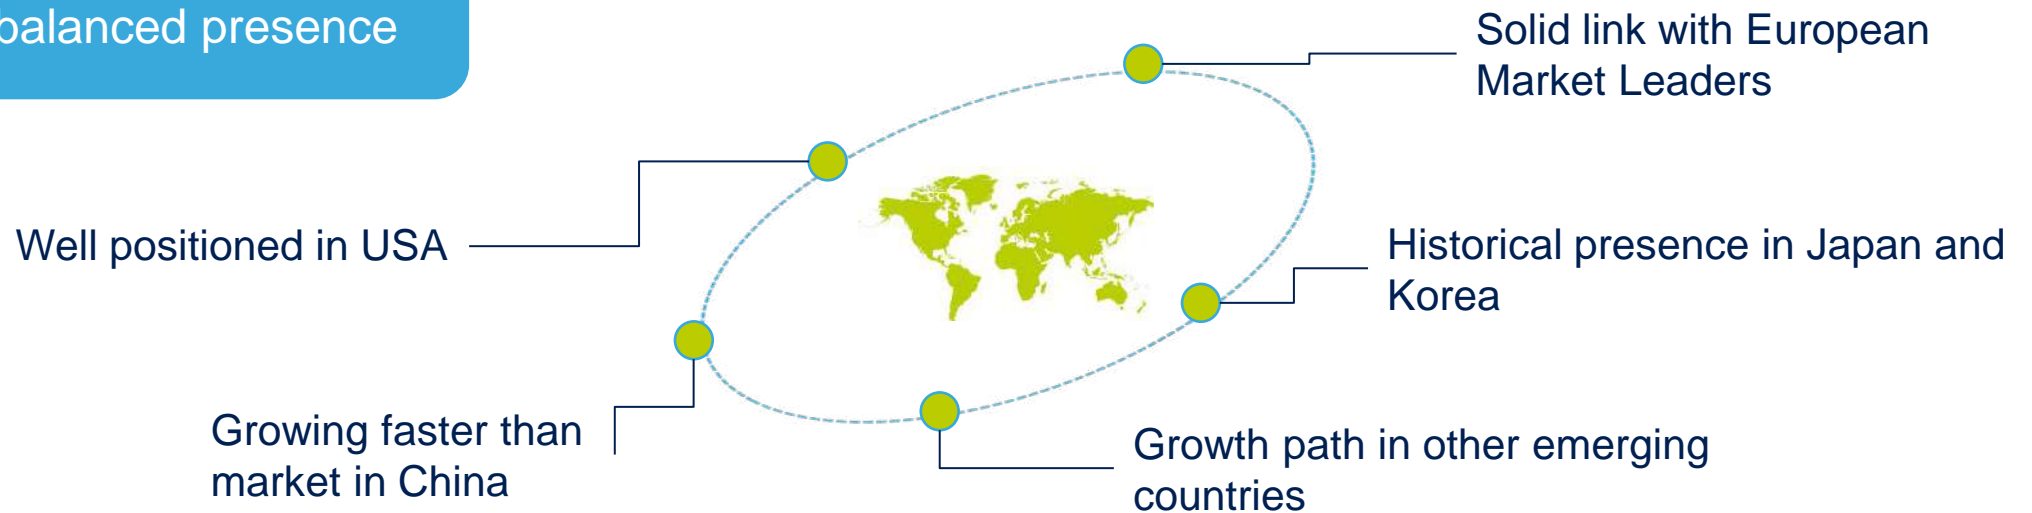 balanced presence
Solid link with European
Market Leaders
Well positioned in USA
Historical presence in Japan and
Korea
Growing faster than
market in China
Growth path in other emerging
countries